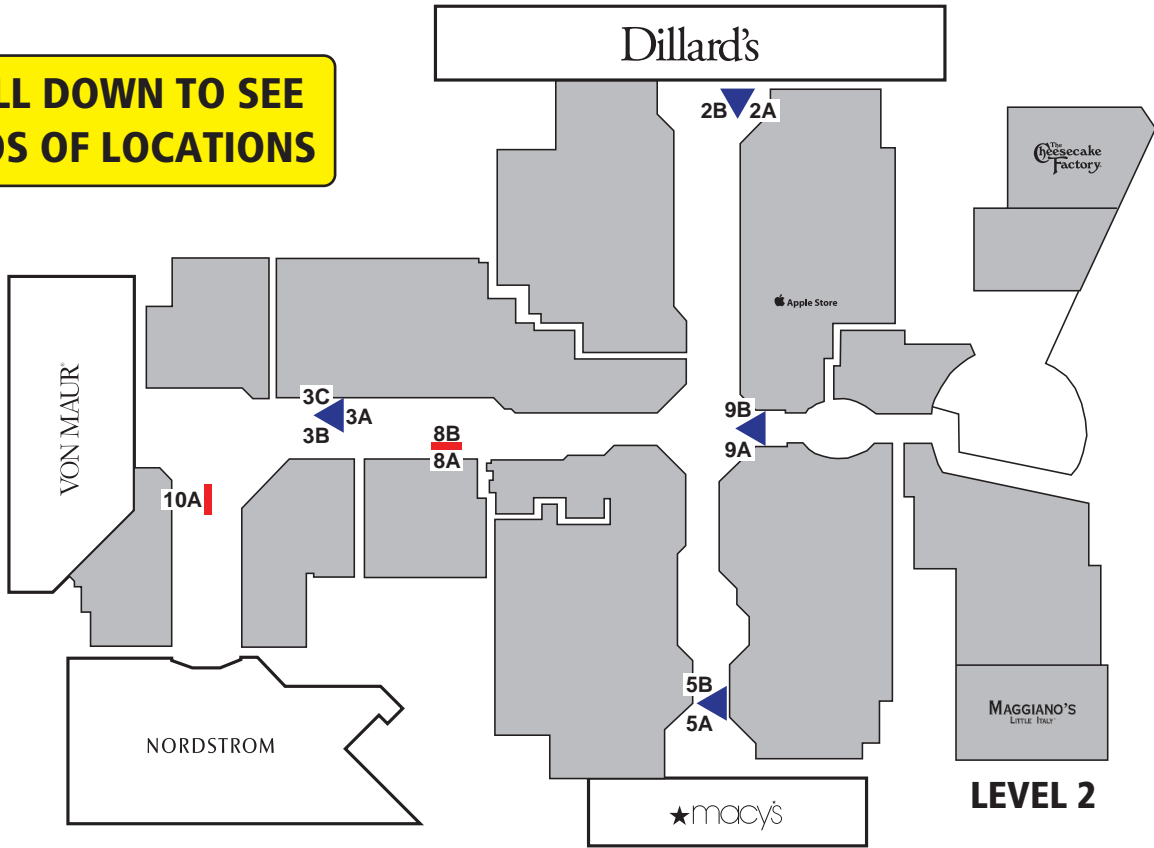 Dillard's
LL DOWN TO SEE
DS OF LOCATIONS
2B 2A
The
Cheesecake
Factory
Apple Store
VON MAUR
3C
3A
3B
8B
8A
9B
9A
10A
5B
5A
NORDSTROM
MAGGIANO'S
LITTLE ITALY
★macy's
LEVEL 2